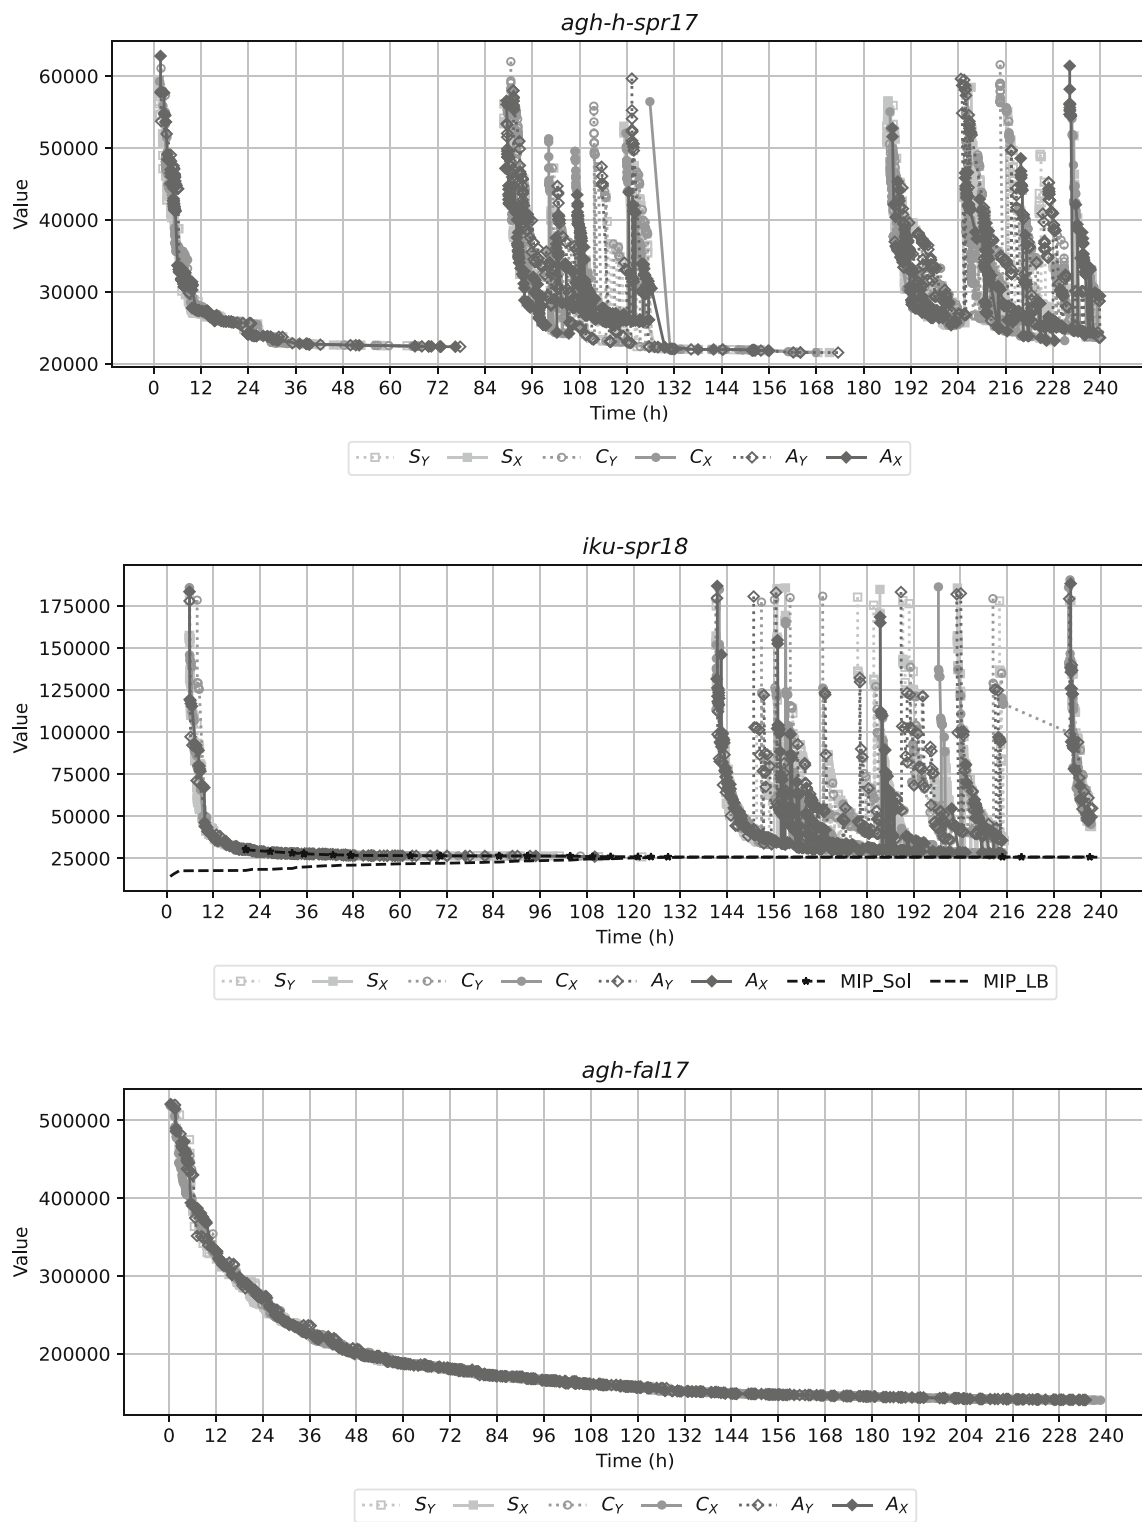 agh-h-spr17
60000
50000
40000
30000
20000
Value
0 12 24 36 48 60 72 84 96 108 120 132 144 156 168 180 192 204 216 228 240
Time (h)
S_Y S_X C_Y C_X A_Y A_X
iku-spr18
175000
150000
125000
100000
75000
50000
25000
Value
0 12 24 36 48 60 72 84 96 108 120 132 144 156 168 180 192 204 216 228 240
Time (h)
S_Y S_X C_Y C_X A_Y A_X MIP_Sol MIP_LB
agh-fal17
500000
400000
300000
200000
Value
0 12 24 36 48 60 72 84 96 108 120 132 144 156 168 180 192 204 216 228 240
Time (h)
S_Y S_X C_Y C_X A_Y A_X